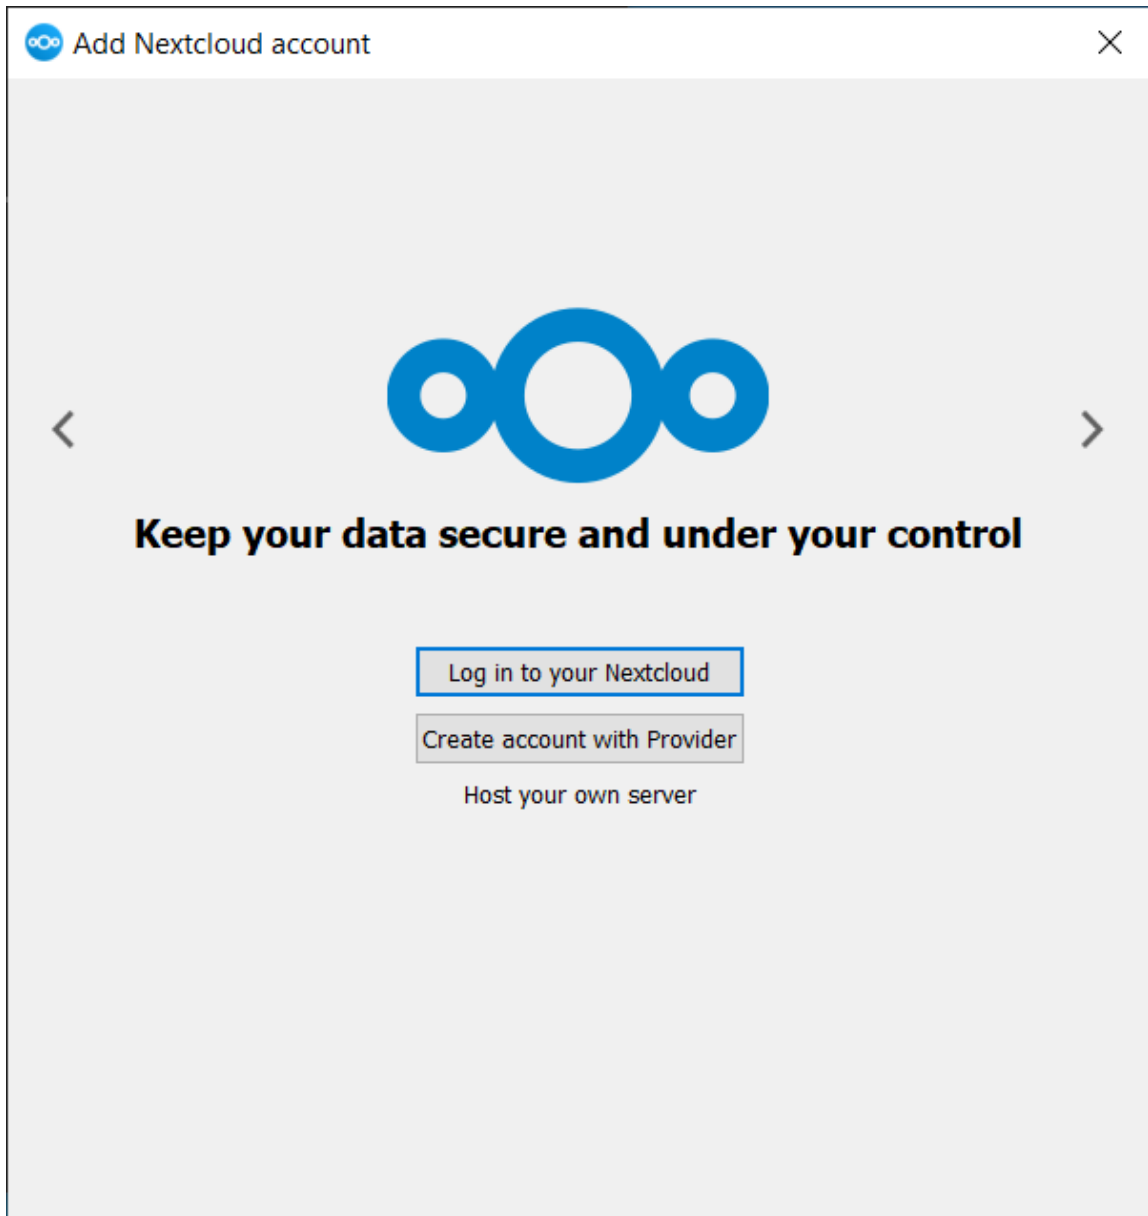 Add Nextcloud account
Keep your data secure and under your control
Log in to your Nextcloud
Create account with Provider
Host your own server